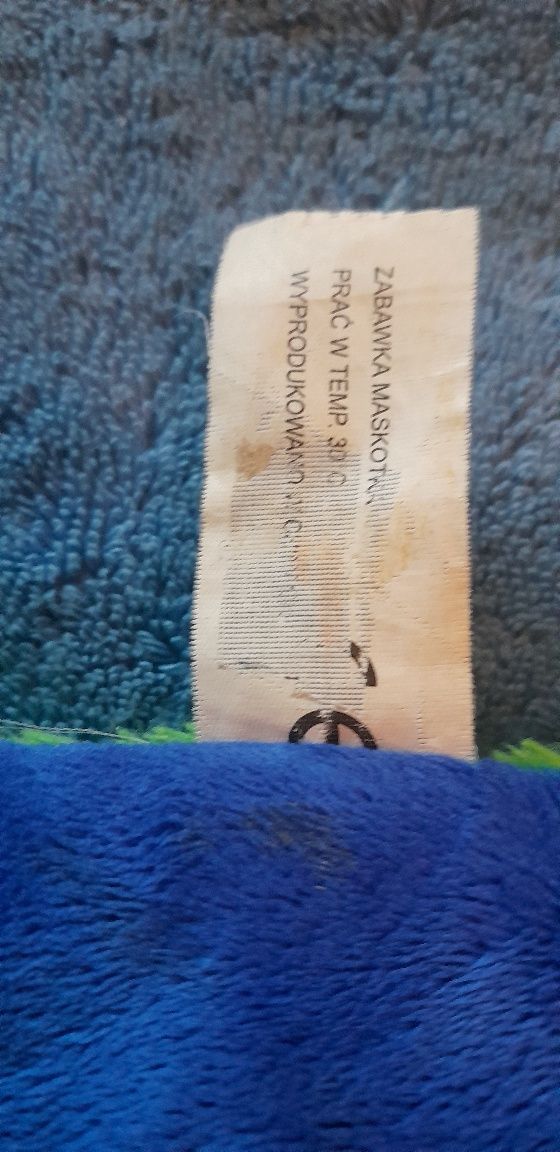 ZABAWKA MASKOTKA
PRAĆ W TEMP. 30°C
WYPRODUKOWANO W C